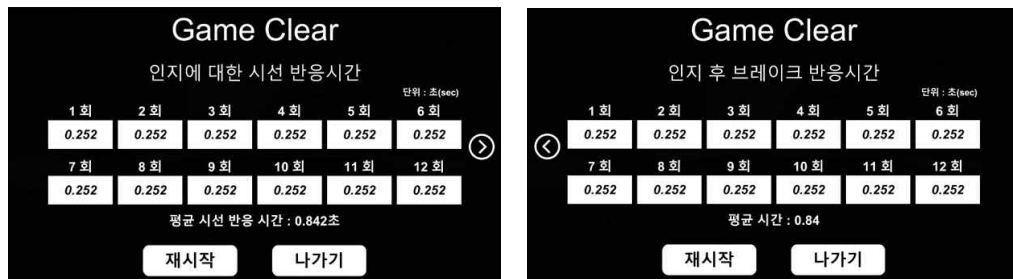 Game Clear
인지에 대한 시선 반응시간
단위 : 초(sec)
1 회 2 회 3 회 4 회 5 회 6 회
0.252 0.252 0.252 0.252 0.252 0.252
7 회 8 회 9 회 10 회 11 회 12 회
0.252 0.252 0.252 0.252 0.252 0.252
평균 시선 반응 시간 : 0.842초
재시작 나가기
Game Clear
인지 후 브레이크 반응시간
단위 : 초(sec)
1 회 2 회 3 회 4 회 5 회 6 회
0.252 0.252 0.252 0.252 0.252 0.252
7 회 8 회 9 회 10 회 11 회 12 회
0.252 0.252 0.252 0.252 0.252 0.252
평균 시간 : 0.84
재시작 나가기